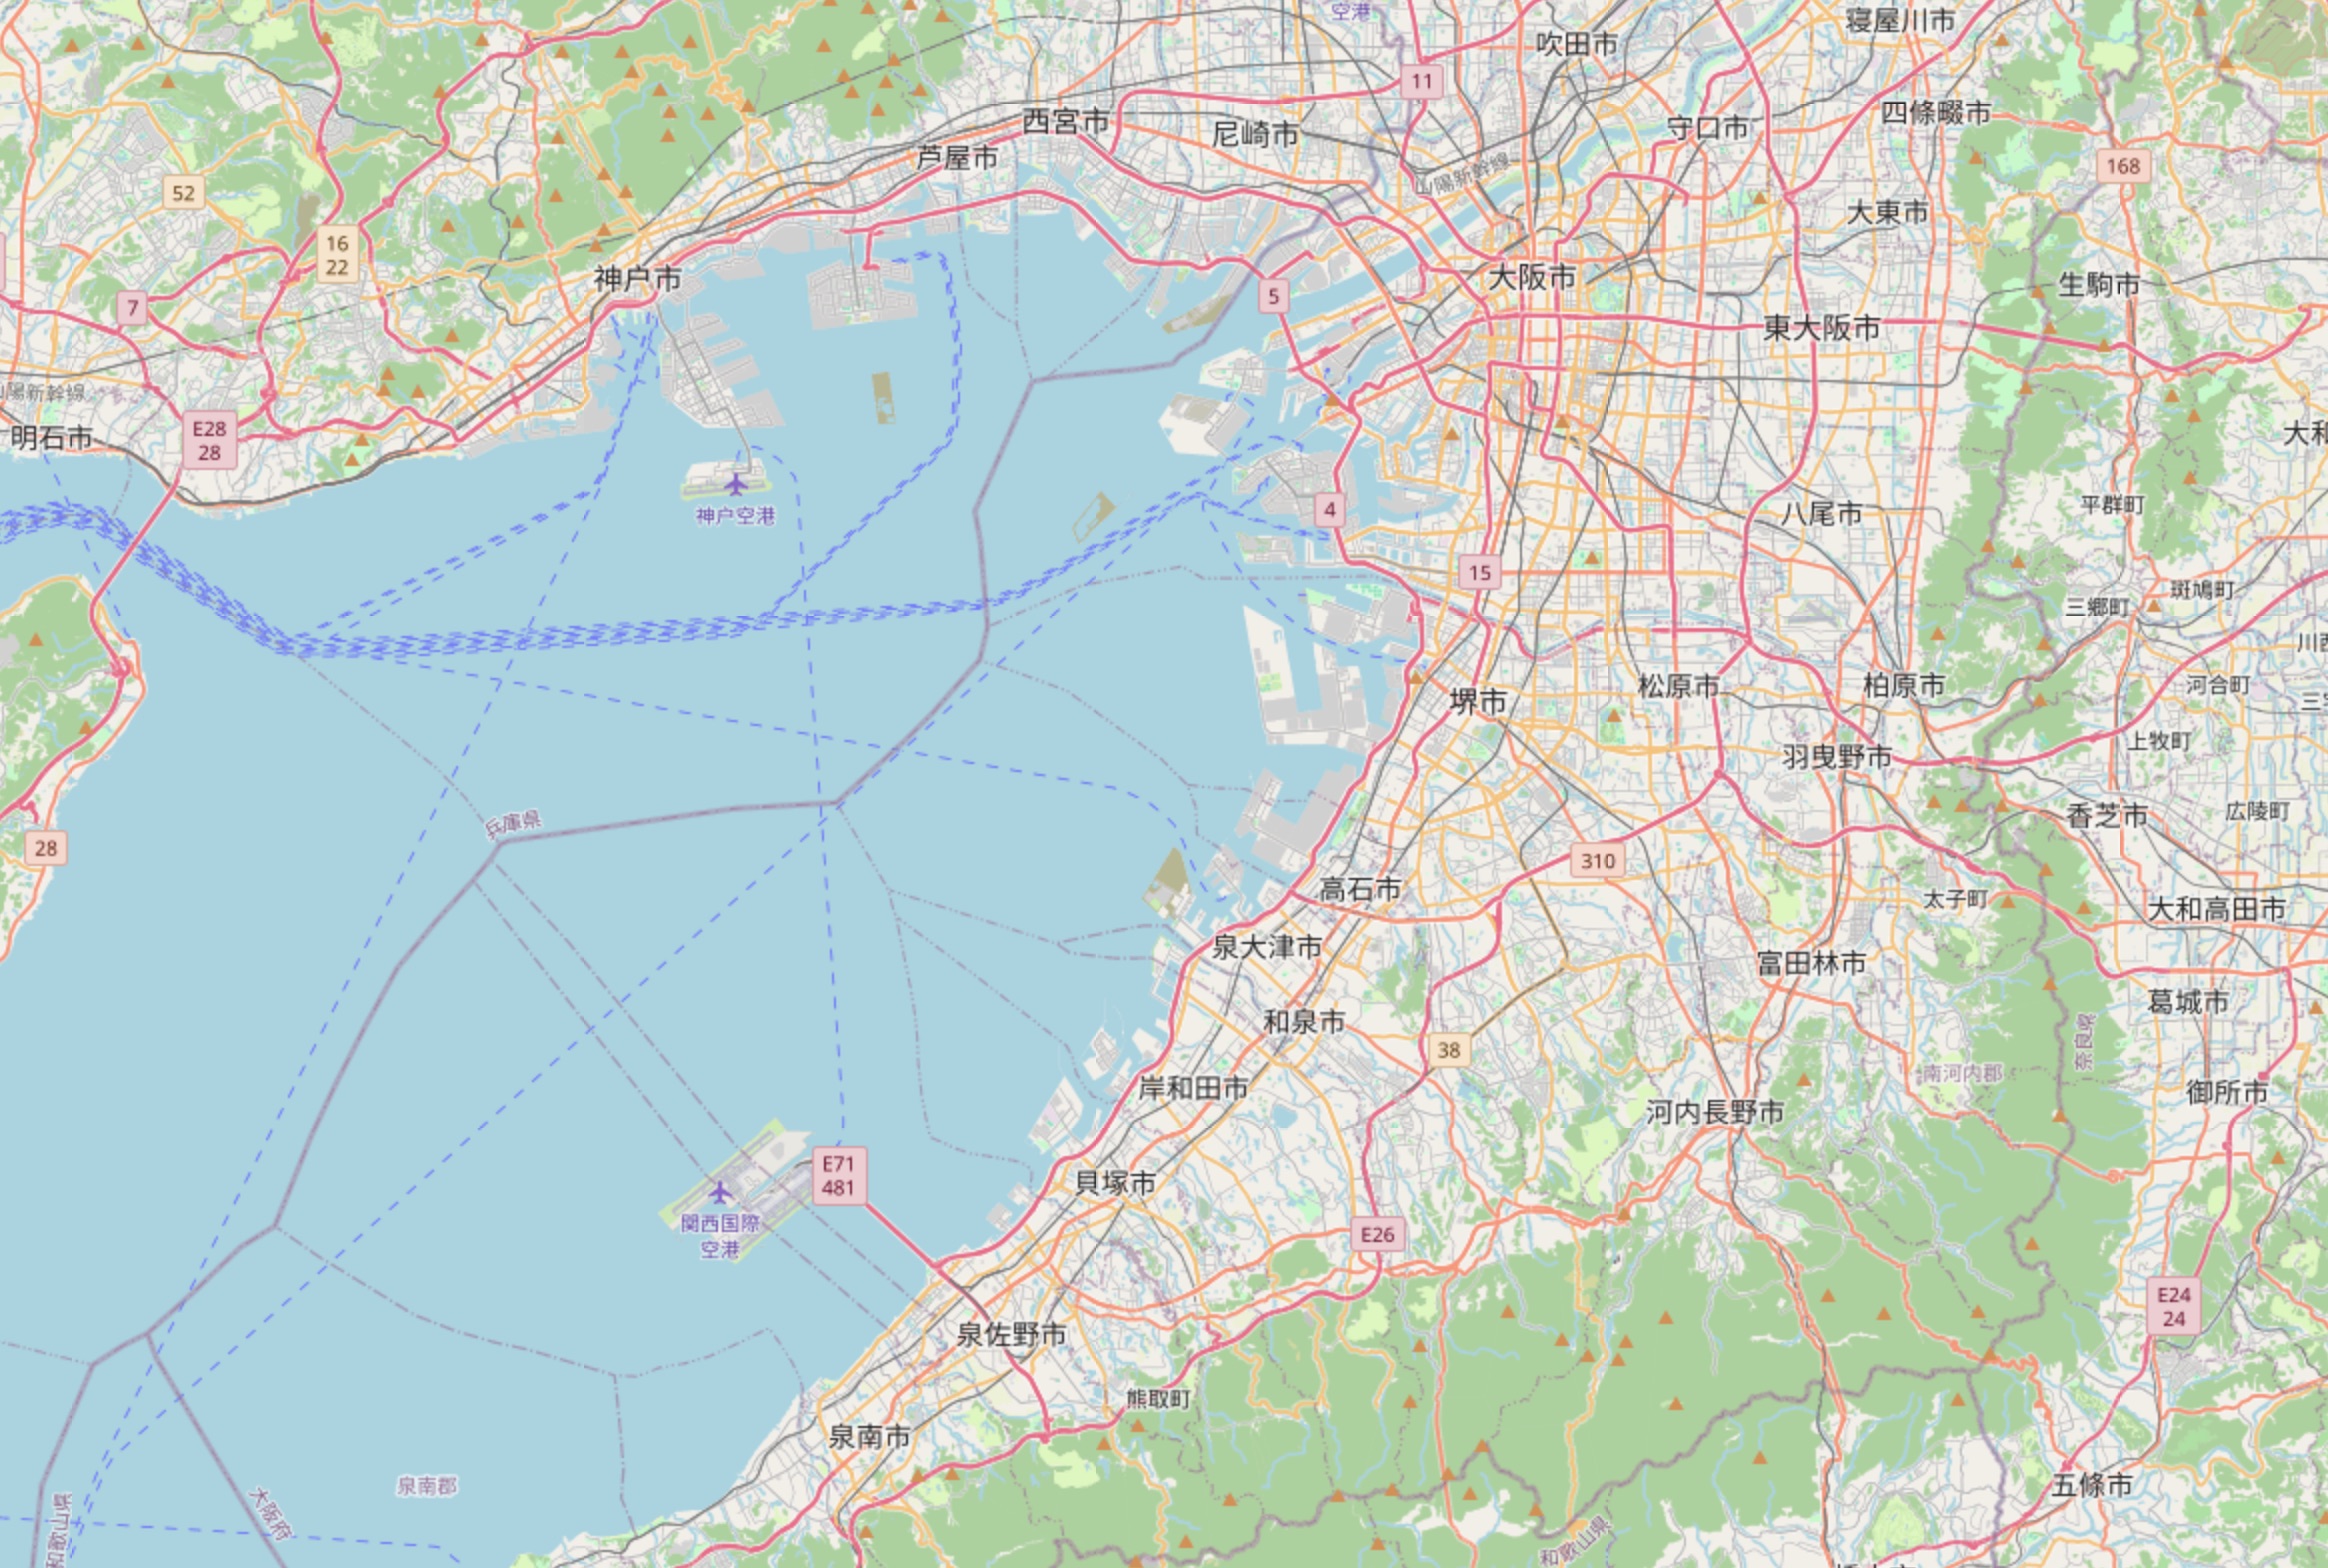 空港
吹田市
寝屋川市
11
西宮市
尼崎市
守口市
四條畷市
芦屋市
山陽新幹線
168
52
大東市
16
22
神戸市
大阪市
生駒市
7
5
東大阪市
陽新幹線
明石市
E28
28
大和
神戸空港
4
八尾市
平群町
15
斑鳩町
三郷町
川西
堺市
松原市
柏原市
河合町
三宅
上牧町
羽曳野市
兵庫県
28
香芝市
広陵町
310
高石市
太子町
大和高田市
泉大津市
富田林市
葛城市
和泉市
38
奈良県
岸和田市
南河内郡
御所市
河内長野市
E71
481
貝塚市
関西国際
空港
E26
E24
24
泉佐野市
熊取町
泉南市
泉南郡
大阪府
和歌山県
五條市
和歌山県